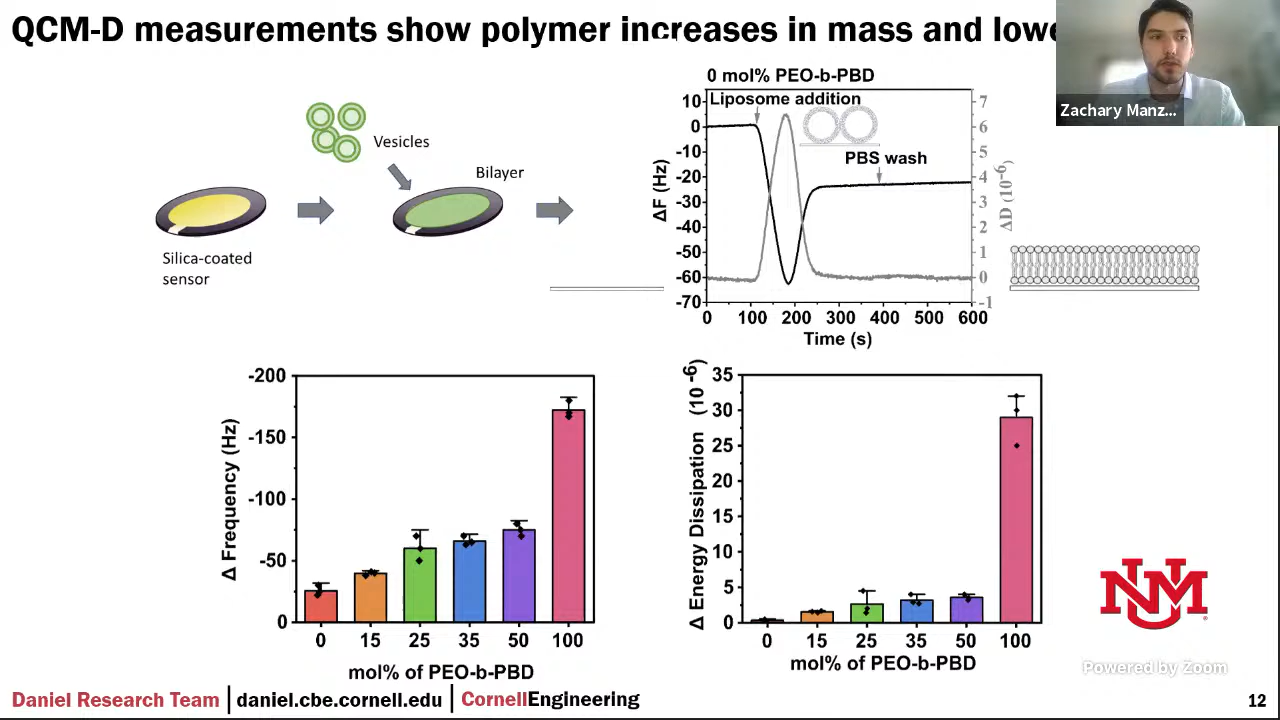 QCM-D measurements show polymer increases in mass and lowe
Zachary Manz...
Vesicles
Bilayer
Silica-coated
sensor
0 mol% PEO-b-PBD
Liposome addition
PBS wash
ΔF (Hz)
10
0
-10
-20
-30
-40
-50
-60
-70
7
6
5
4
3
2
1
0
-1
ΔD (10⁻⁶)
0 100 200 300 400 500 600
Time (s)
Δ Frequency (Hz)
-200
-150
-100
-50
0
0 15 25 35 50 100
mol% of PEO-b-PBD
Δ Energy Dissipation (10⁻⁶)
35
30
25
20
15
10
5
0
0 15 25 35 50 100
mol% of PEO-b-PBD
NM
Powered by Zoom
Daniel Research Team | daniel.cbe.cornell.edu | CornellEngineering
12